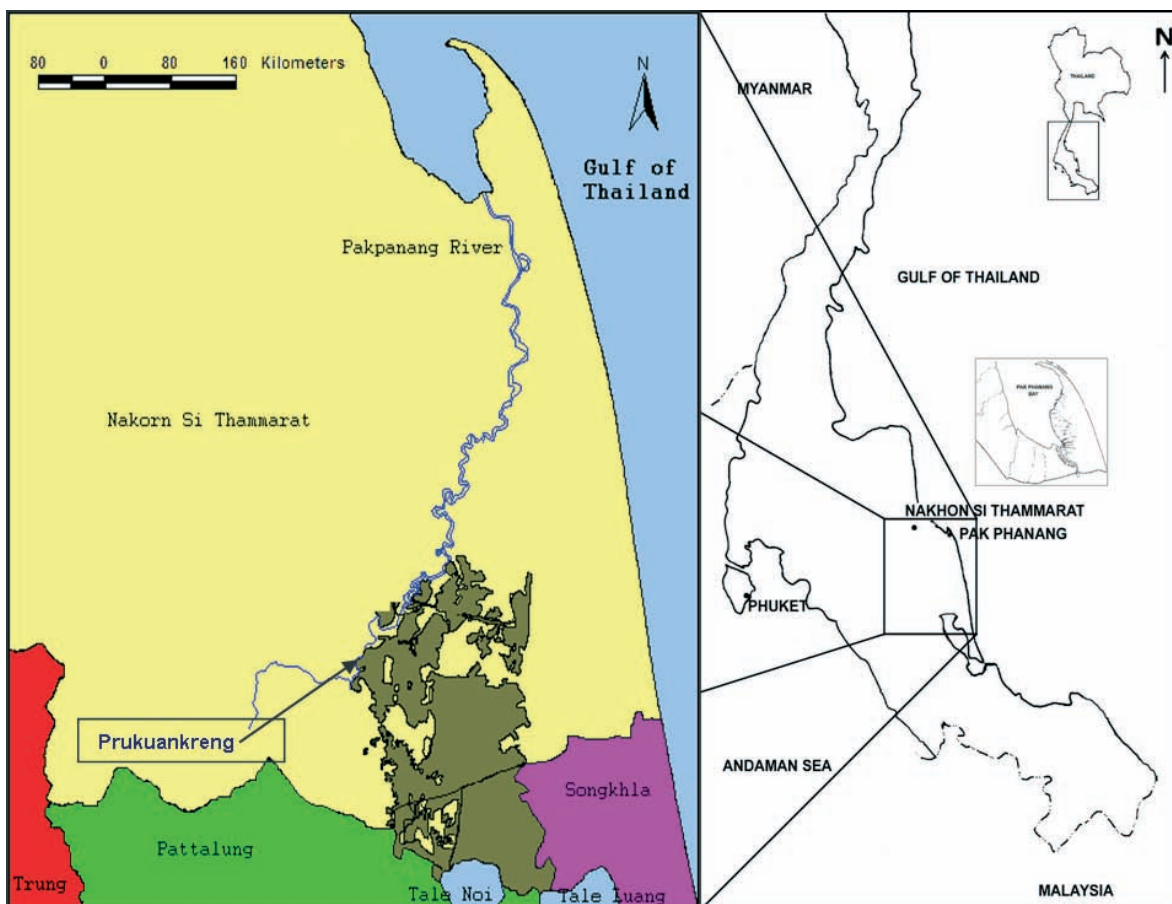 80 0 80 160 Kilometers
N
Gulf of
Thailand
Pakpanang River
Nakorn Si Thammarat
Prukuankreng
Songkhla
Pattalung
Trung
Tale Noi
Tale Luang
N
THAILAND
MYANMAR
GULF OF THAILAND
PAK PHANANG
BAY
NAKHON SI THAMMARAT
PAK PHANANG
PHUKET
ANDAMAN SEA
MALAYSIA